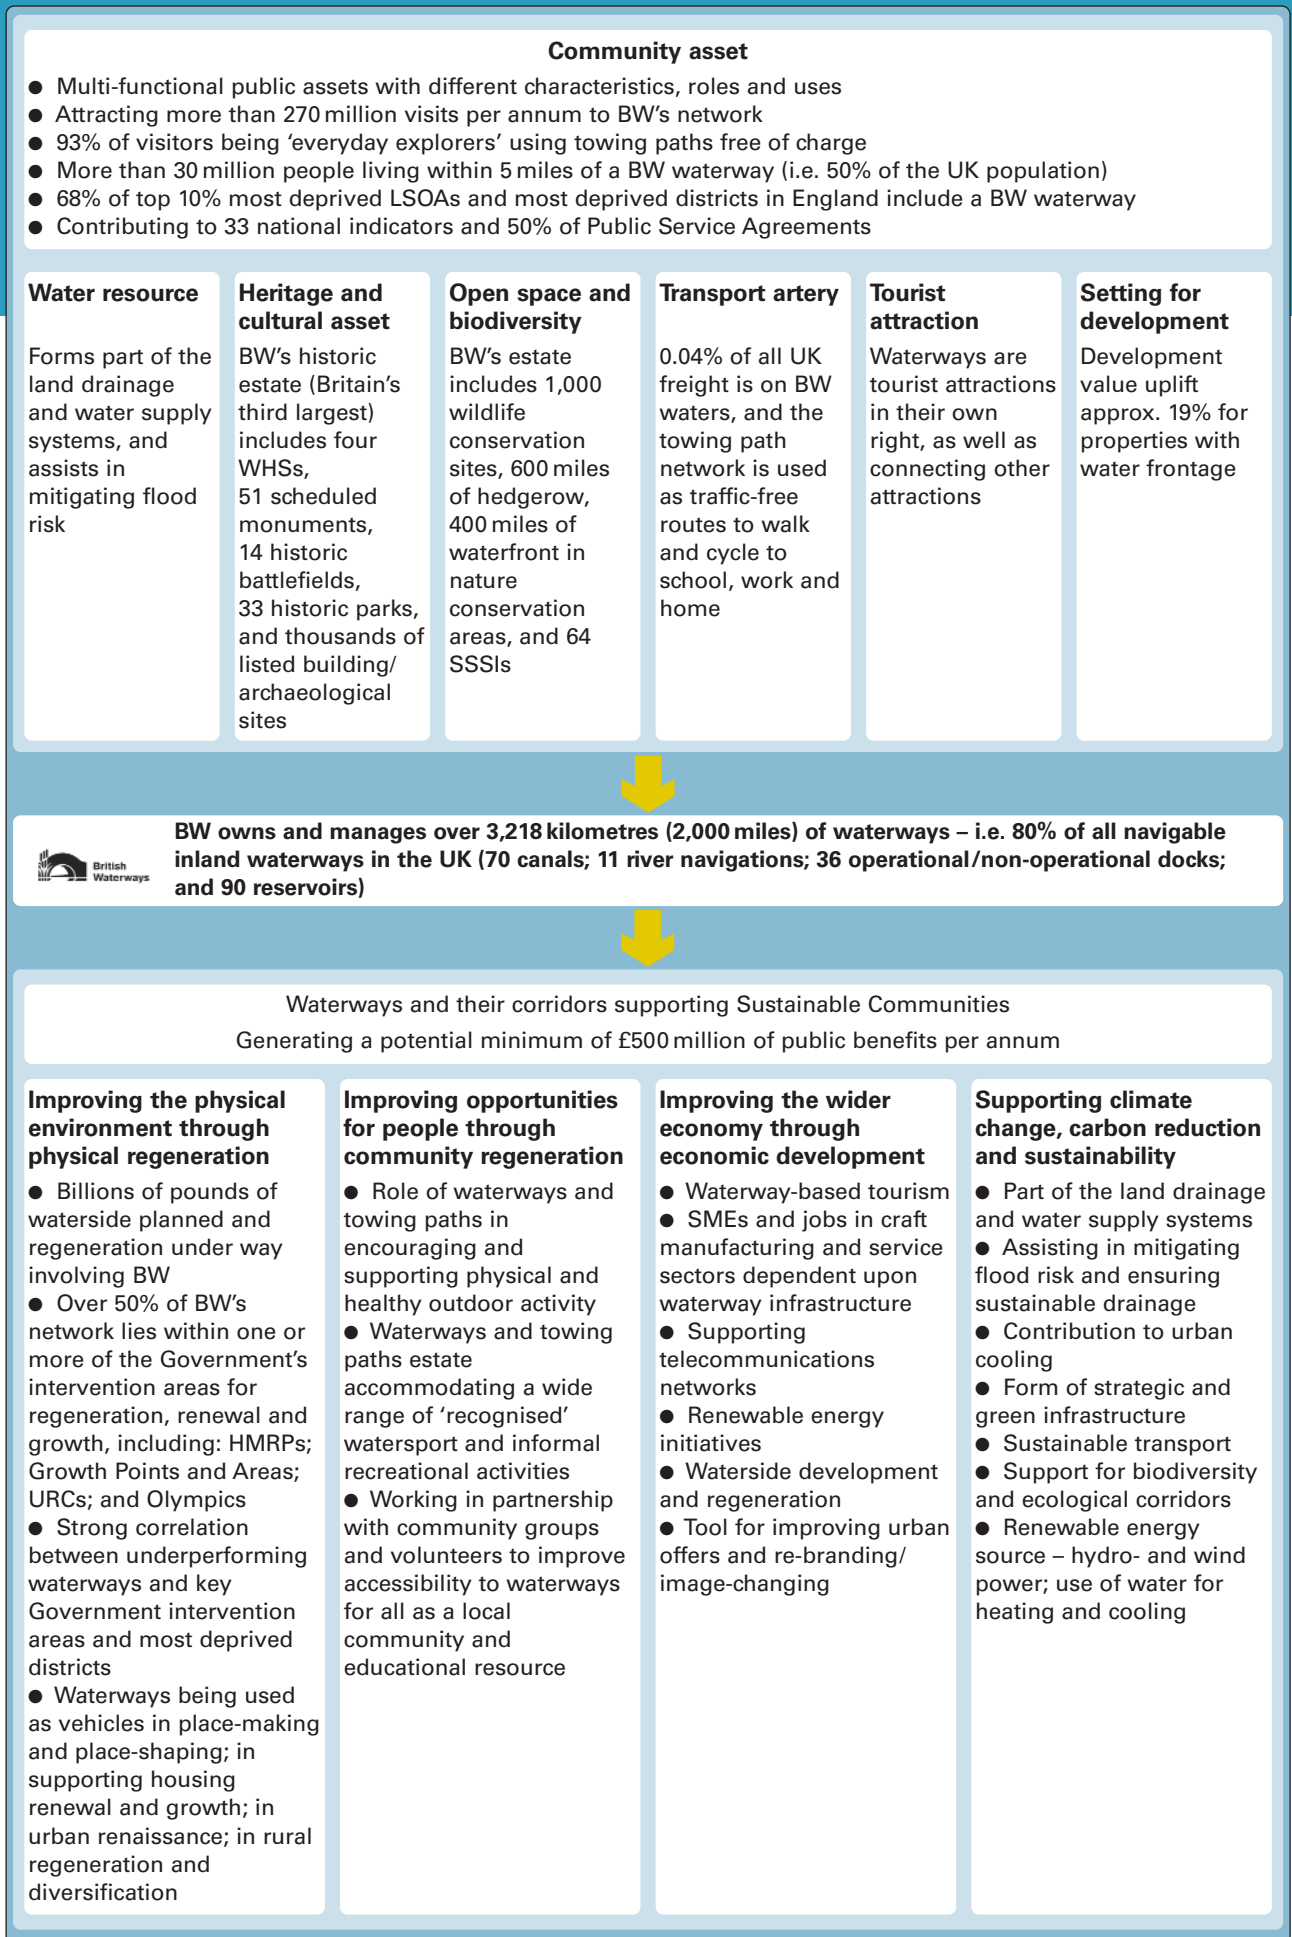 Community asset
● Multi-functional public assets with different characteristics, roles and uses
● Attracting more than 270 million visits per annum to BW's network
● 93% of visitors being 'everyday explorers' using towing paths free of charge
● More than 30 million people living within 5 miles of a BW waterway (i.e. 50% of the UK population)
● 68% of top 10% most deprived LSOAs and most deprived districts in England include a BW waterway
● Contributing to 33 national indicators and 50% of Public Service Agreements
Water resource
Forms part of the
land drainage
and water supply
systems, and
assists in
mitigating flood
risk
Heritage and
cultural asset
BW's historic
estate (Britain's
third largest)
includes four
WHSs,
51 scheduled
monuments,
14 historic
battlefields,
33 historic parks,
and thousands of
listed building/
archaeological
sites
Open space and
biodiversity
BW's estate
includes 1,000
wildlife
conservation
sites, 600 miles
of hedgerow,
400 miles of
waterfront in
nature
conservation
areas, and 64
SSSIs
Transport artery
0.04% of all UK
freight is on BW
waters, and the
towing path
network is used
as traffic-free
routes to walk
and cycle to
school, work and
home
Tourist
attraction
Waterways are
tourist attractions
in their own
right, as well as
connecting other
attractions
Setting for
development
Development
value uplift
approx. 19% for
properties with
water frontage
British
Waterways
BW owns and manages over 3,218 kilometres (2,000 miles) of waterways – i.e. 80% of all navigable
inland waterways in the UK (70 canals; 11 river navigations; 36 operational/non-operational docks;
and 90 reservoirs)
Waterways and their corridors supporting Sustainable Communities
Generating a potential minimum of £500 million of public benefits per annum
Improving the physical
environment through
physical regeneration
● Billions of pounds of
waterside planned and
regeneration under way
involving BW
● Over 50% of BW's
network lies within one or
more of the Government's
intervention areas for
regeneration, renewal and
growth, including: HMRPs;
Growth Points and Areas;
URCs; and Olympics
● Strong correlation
between underperforming
waterways and key
Government intervention
areas and most deprived
districts
● Waterways being used
as vehicles in place-making
and place-shaping; in
supporting housing
renewal and growth; in
urban renaissance; in rural
regeneration and
diversification
Improving opportunities
for people through
community regeneration
● Role of waterways and
towing paths in
encouraging and
supporting physical and
healthy outdoor activity
● Waterways and towing
paths estate
accommodating a wide
range of 'recognised'
watersport and informal
recreational activities
● Working in partnership
with community groups
and volunteers to improve
accessibility to waterways
for all as a local
community and
educational resource
Improving the wider
economy through
economic development
● Waterway-based tourism
● SMEs and jobs in craft
manufacturing and service
sectors dependent upon
waterway infrastructure
● Supporting
telecommunications
networks
● Renewable energy
initiatives
● Waterside development
and regeneration
● Tool for improving urban
offers and re-branding/
image-changing
Supporting climate
change, carbon reduction
and sustainability
● Part of the land drainage
and water supply systems
● Assisting in mitigating
flood risk and ensuring
sustainable drainage
● Contribution to urban
cooling
● Form of strategic and
green infrastructure
● Sustainable transport
● Support for biodiversity
and ecological corridors
● Renewable energy
source – hydro- and wind
power; use of water for
heating and cooling